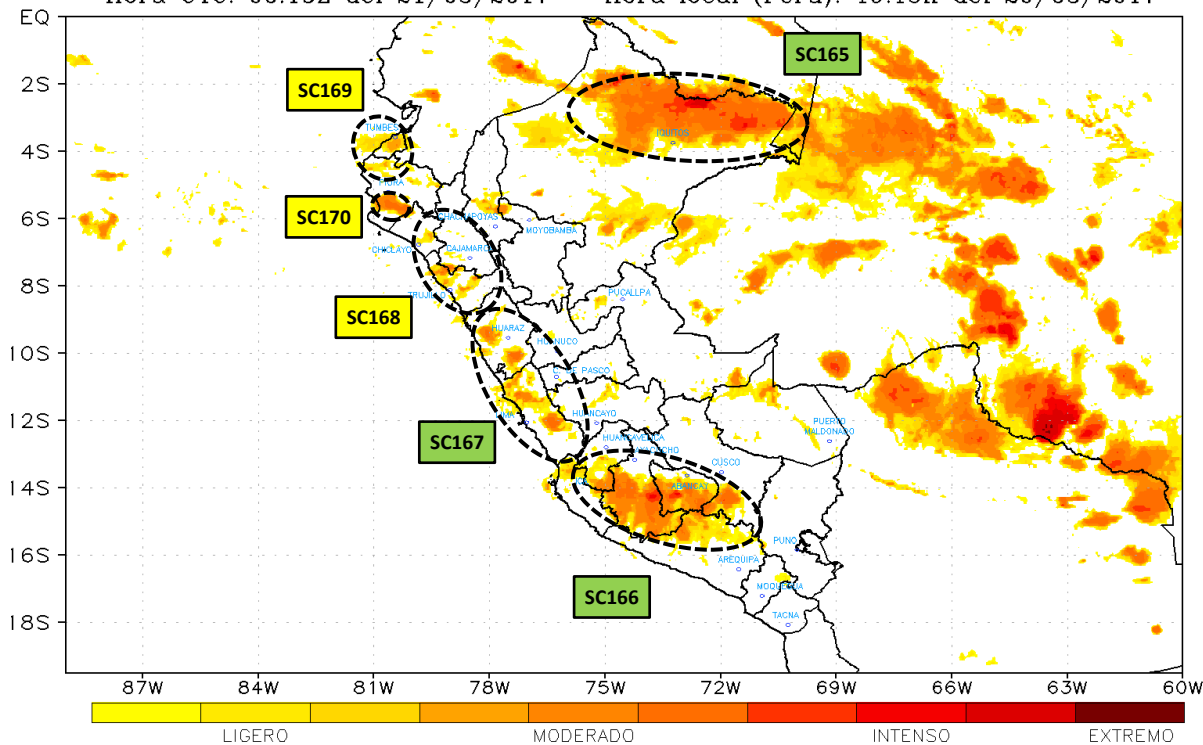 EQ
SC165
2S
SC169
TUMBES
4S
IQUITOS
PIURA
SC170
6S
CHACHAPOYAS
MOYOBAMBA
CHICLAYO
CAJAMARCA
8S
TRUJILLO
PUCALLPA
SC168
HUARAZ
HUANUCO
10S
DE PASCO
12S
LIMA
HUANCAYO
PUERTO
MALDONADO
SC167
HUANCAVELICA
AYACUCHO
CUSCO
14S
ICA
ABANCAY
16S
PUNO
AREQUIPA
SC166
MOQUEGUA
18S
TACNA
87W 84W 81W 78W 75W 72W 69W 66W 63W 60W
LIGERO MODERADO INTENSO EXTREMO